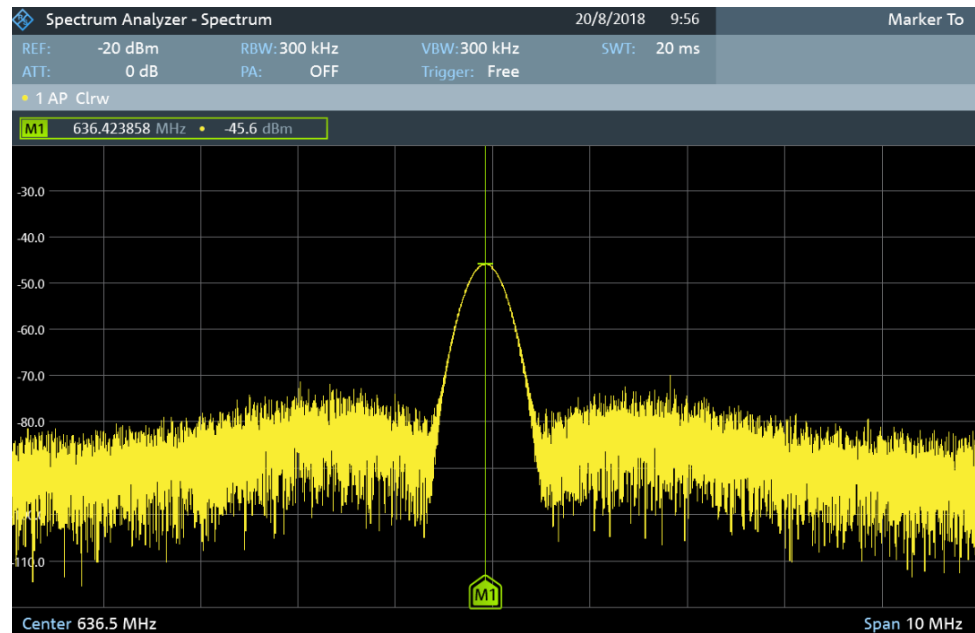 Spectrum Analyzer - Spectrum 20/8/2018 9:56 Marker To
REF: -20 dBm RBW: 300 kHz VBW: 300 kHz SWT: 20 ms
ATT: 0 dB PA: OFF Trigger: Free
• 1 AP Clrw
M1 636.423858 MHz • -45.6 dBm
-30.0
-40.0
-50.0
-60.0
-70.0
-80.0
-110.0
M1
Center 636.5 MHz Span 10 MHz